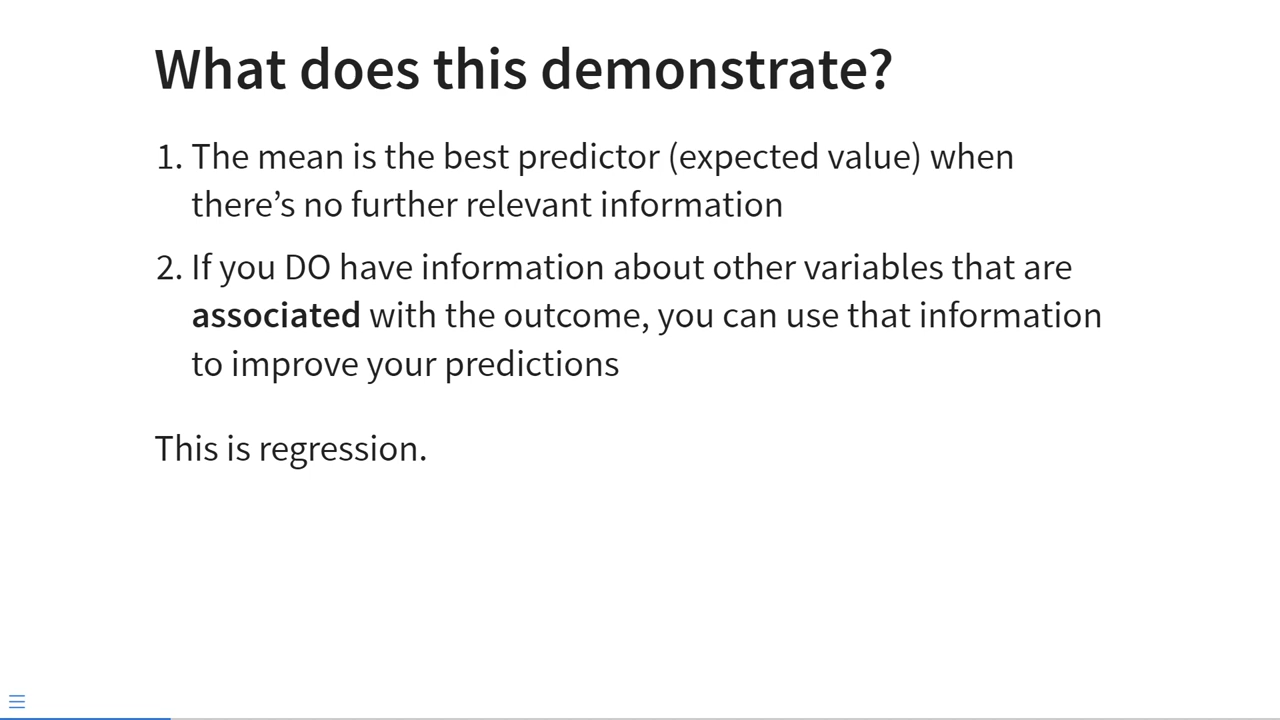 What does this demonstrate?
1. The mean is the best predictor (expected value) when
there’s no further relevant information
2. If you DO have information about other variables that are
associated with the outcome, you can use that information
to improve your predictions
This is regression.